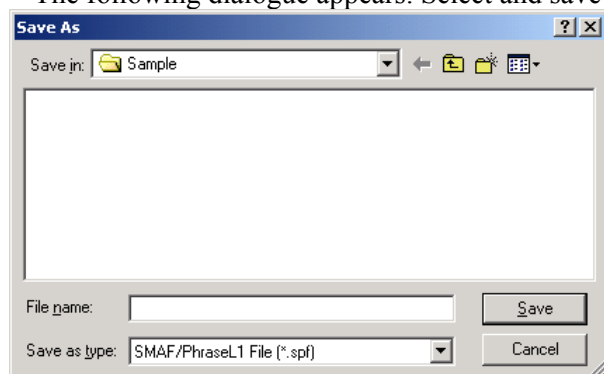 The following dialogue appears. Select and save
Save As
Save in: Sample
File name:
Save
Save as type: SMAF/PhraseL1 File (*.spf)
Cancel